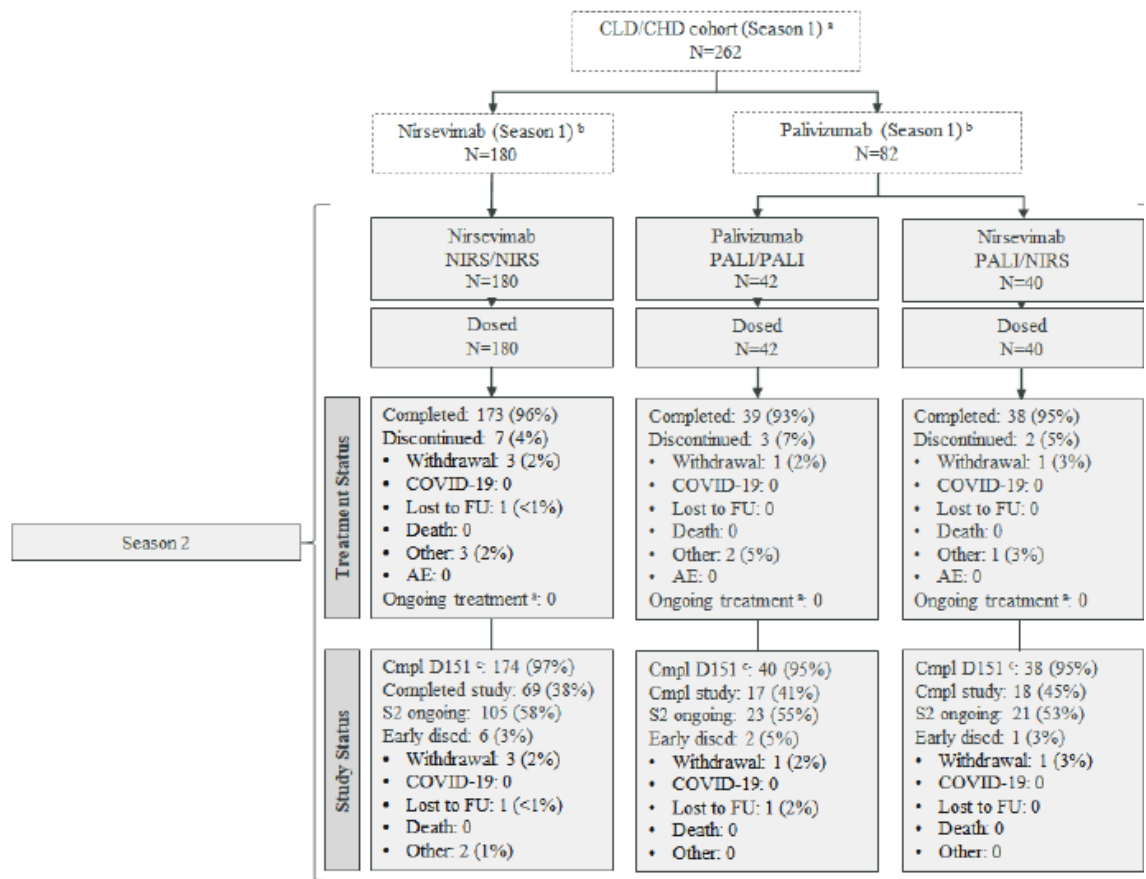 CLD/CHD cohort (Season 1) a
N=262
Nirsevimab (Season 1) b
N=180
Palivizumab (Season 1) b
N=82
Nirsevimab
NIRS/NIRS
N=180
Palivizumab
PALI/PALI
N=42
Nirsevimab
PALI/NIRS
N=40
Dosed
N=180
Dosed
N=42
Dosed
N=40
Season 2
Treatment Status
Completed: 173 (96%)
Discontinued: 7 (4%)
• Withdrawal: 3 (2%)
• COVID-19: 0
• Lost to FU: 1 (<1%)
• Death: 0
• Other: 3 (2%)
• AE: 0
Ongoing treatment a: 0
Completed: 39 (93%)
Discontinued: 3 (7%)
• Withdrawal: 1 (2%)
• COVID-19: 0
• Lost to FU: 0
• Death: 0
• Other: 2 (5%)
• AE: 0
Ongoing treatment a: 0
Completed: 38 (95%)
Discontinued: 2 (5%)
• Withdrawal: 1 (3%)
• COVID-19: 0
• Lost to FU: 0
• Death: 0
• Other: 1 (3%)
• AE: 0
Ongoing treatment a: 0
Study Status
Cmpl D151 c: 174 (97%)
Completed study: 69 (38%)
S2 ongoing: 105 (58%)
Early discd: 6 (3%)
• Withdrawal: 3 (2%)
• COVID-19: 0
• Lost to FU: 1 (<1%)
• Death: 0
• Other: 2 (1%)
Cmpl D151 c: 40 (95%)
Cmpl study: 17 (41%)
S2 ongoing: 23 (55%)
Early discd: 2 (5%)
• Withdrawal: 1 (2%)
• COVID-19: 0
• Lost to FU: 1 (2%)
• Death: 0
• Other: 0
Cmpl D151 c: 38 (95%)
Cmpl study: 18 (45%)
S2 ongoing: 21 (53%)
Early discd: 1 (3%)
• Withdrawal: 1 (3%)
• COVID-19: 0
• Lost to FU: 0
• Death: 0
• Other: 0